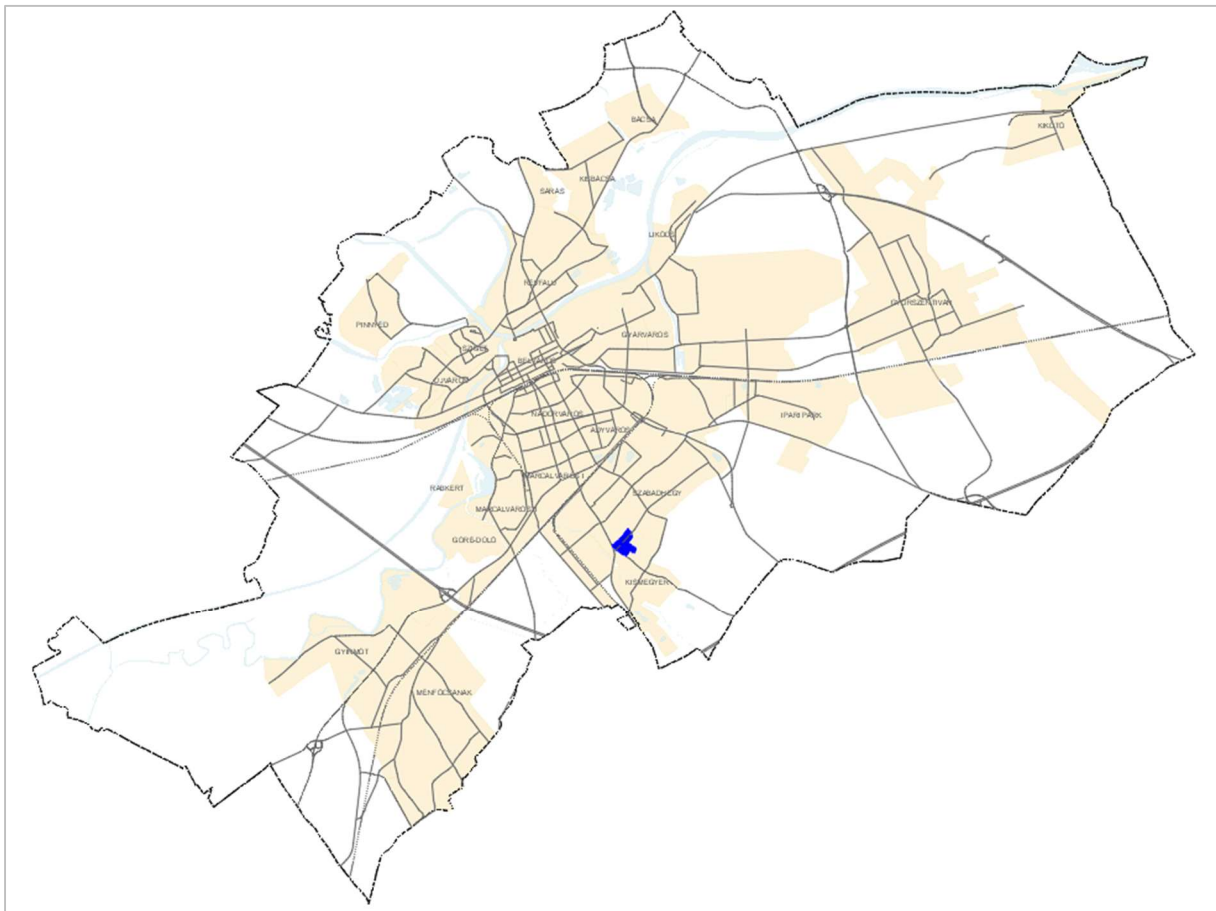 BÁCSA
KIKÖTŐ
KISBÁCSA
SÁRÁS
LIKÓCS
RÉVFALU
GYŐRSZENTIVÁN
PINNYÉD
GYÁRVÁROS
SZIGET
BELVÁROS
ÚJVÁROS
NÁDORVÁROS
IPARI PARK
ADYVÁROS
MARCALVÁROS I
RÁBKERT
SZABADHEGY
MARCALVÁROS II
GORKIJ-DŰLŐ
KISMEGYER
GYIRMÓT
MÉNFŐCSANAK